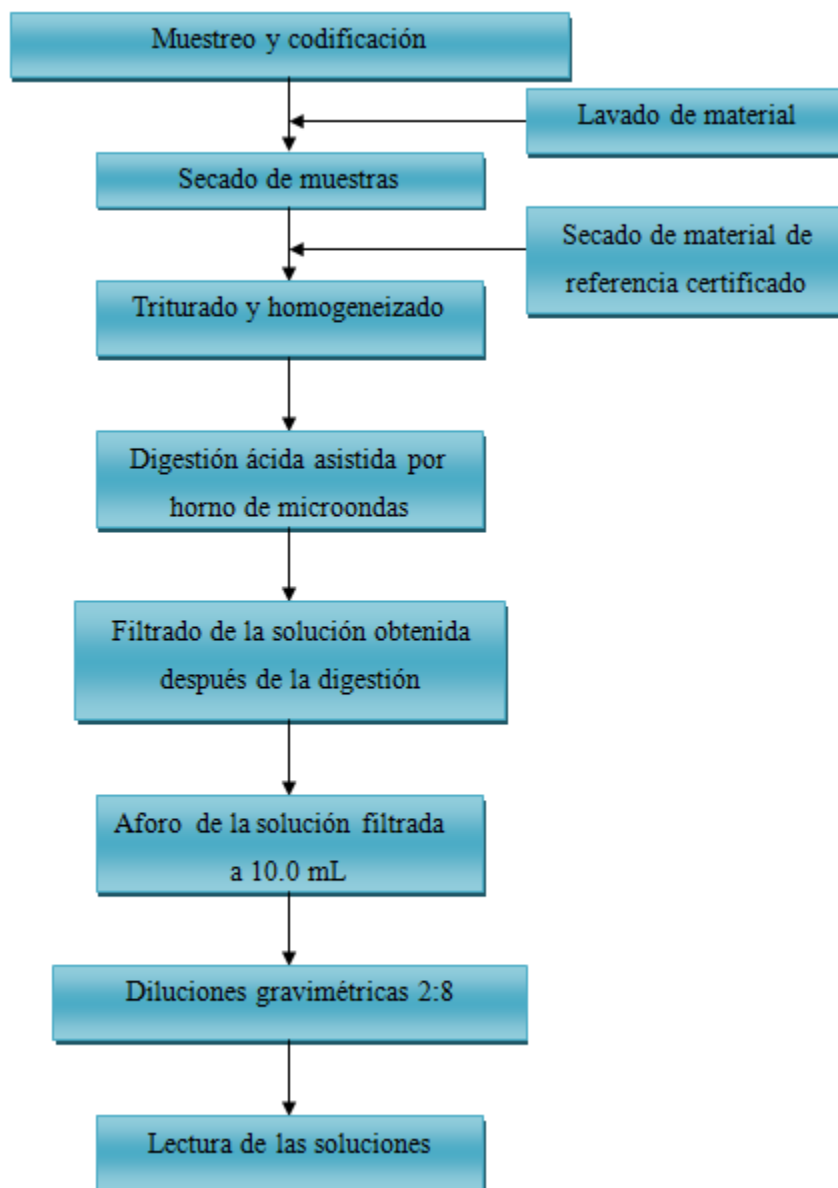 Muestreo y codificación
Lavado de material
Secado de muestras
Secado de material de
referencia certificado
Triturado y homogeneizado
Digestión ácida asistida por
horno de microondas
Filtrado de la solución obtenida
después de la digestión
Aforo de la solución filtrada
a 10.0 mL
Diluciones gravimétricas 2:8
Lectura de las soluciones